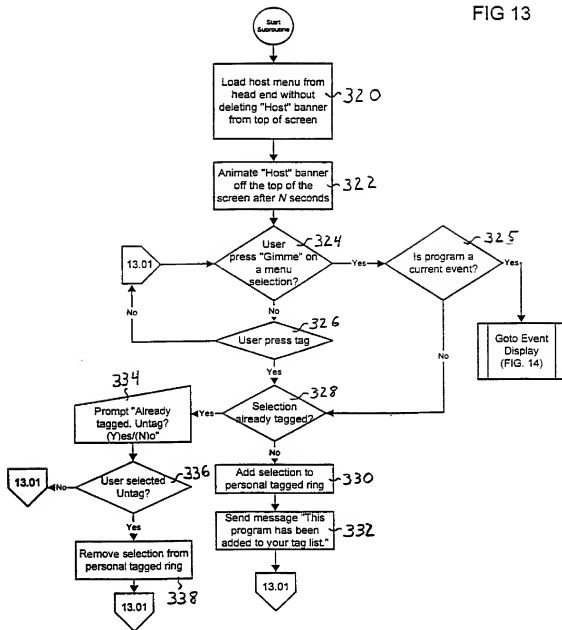 FIG 13
Start
Subroutine
Load host menu from
head end without
deleting "Host" banner
from top of screen
320
Animate "Host" banner
off the top of the
screen after N seconds
322
User
press "Gimme" on
a menu
selection?
324
Yes
Is program a
current event?
325
Yes
Goto Event
Display
(FIG. 14)
No
13.01
No
User press tag
326
No
Yes
Selection
already tagged?
328
Yes
Prompt "Already
tagged. Untag?
(Y)es/(N)o"
334
No
User selected
Untag?
336
No
13.01
Add selection to
personal tagged ring
330
Yes
Send message "This
program has been
added to your tag list."
332
Remove selection from
personal tagged ring
338
13.01
13.01